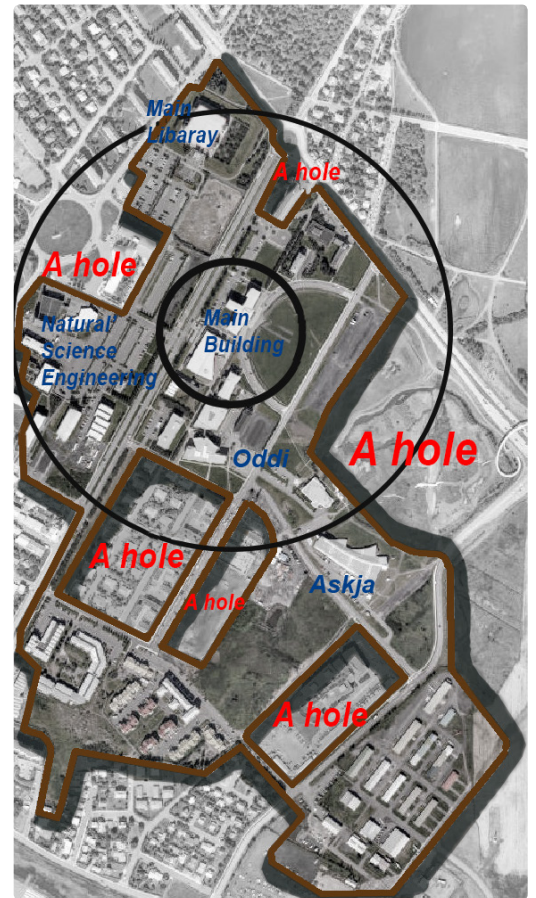 Main
Libaray
A hole
A hole
Natural
Science
Engineering
Main
Building
A hole
Oddi
A hole
Askja
A hole
A hole